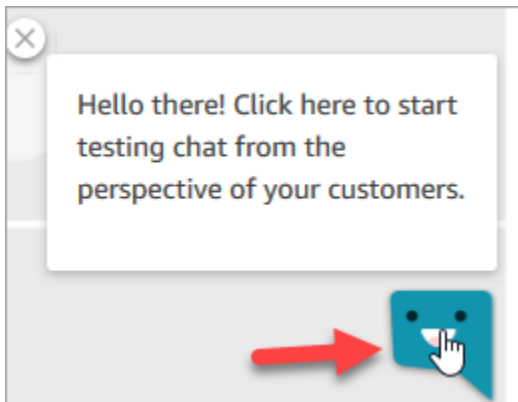 Hello there! Click here to start
testing chat from the
perspective of your customers.